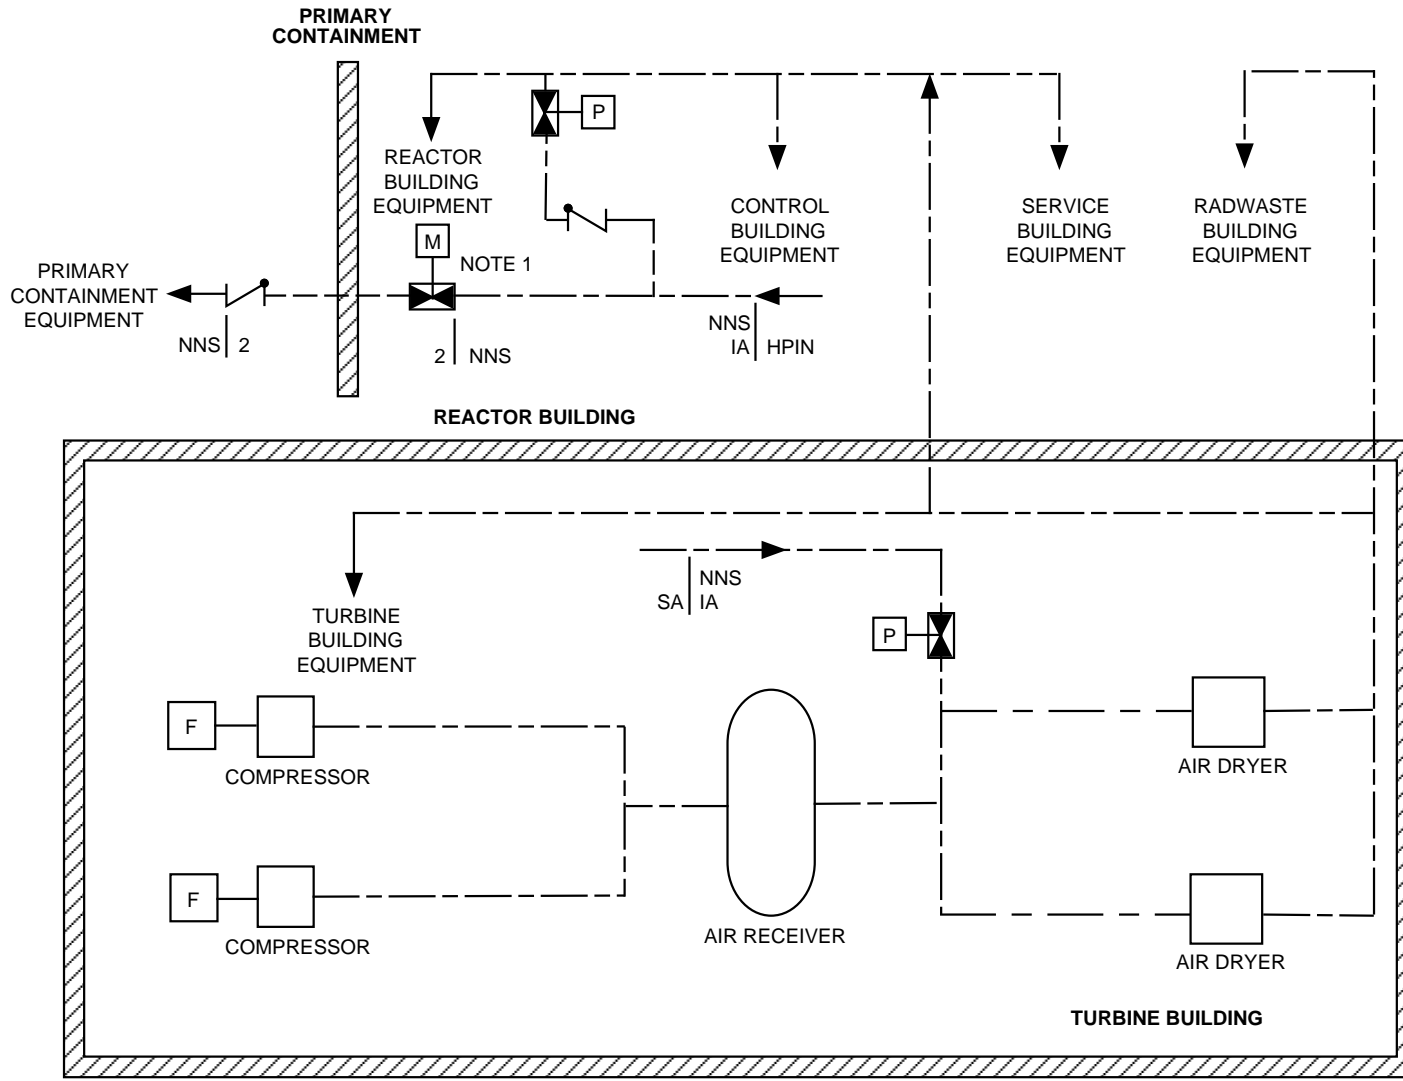 PRIMARY
CONTAINMENT
P
REACTOR
BUILDING
EQUIPMENT
CONTROL
BUILDING
EQUIPMENT
SERVICE
BUILDING
EQUIPMENT
RADWASTE
BUILDING
EQUIPMENT
M
NOTE 1
PRIMARY
CONTAINMENT
EQUIPMENT
NNS 2
2 NNS
NNS
IA HPIN
REACTOR BUILDING
NNS
SA IA
TURBINE
BUILDING
EQUIPMENT
P
F
COMPRESSOR
AIR DRYER
F
COMPRESSOR
AIR RECEIVER
AIR DRYER
TURBINE BUILDING